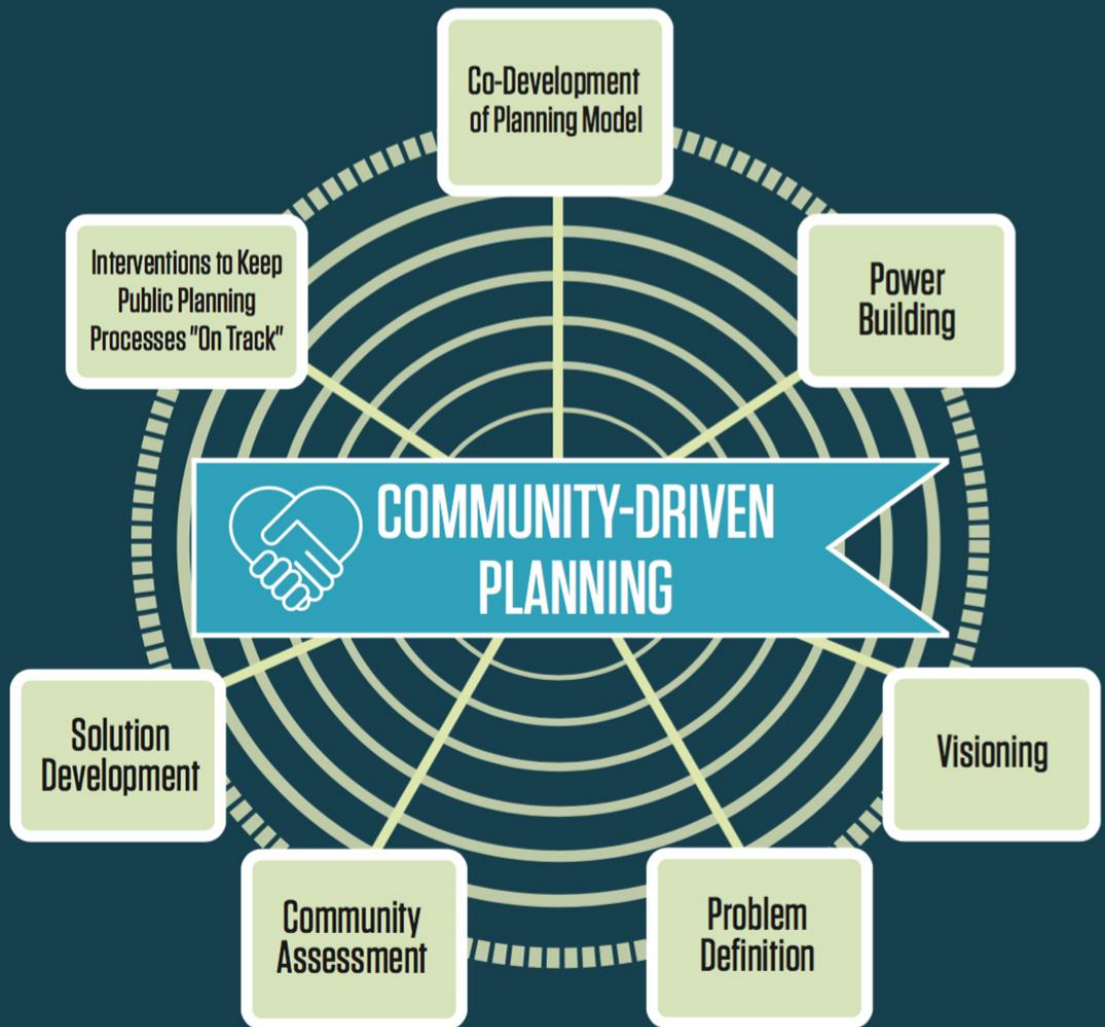 Co-Development
of Planning Model
Interventions to Keep
Public Planning
Processes "On Track"
Power
Building
COMMUNITY-DRIVEN
PLANNING
Solution
Development
Visioning
Community
Assessment
Problem
Definition